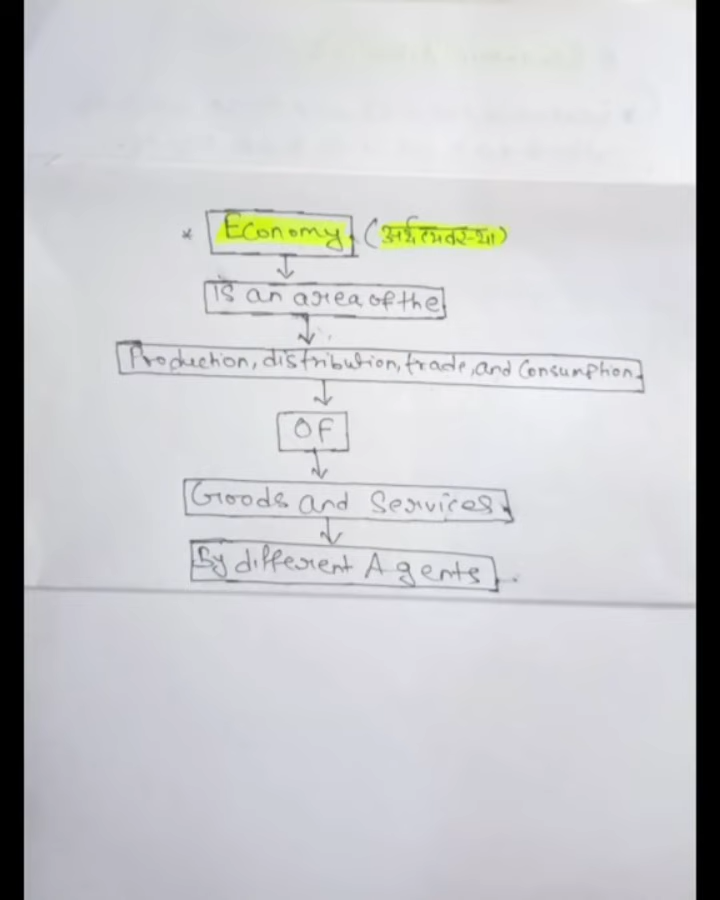 * Economy (अर्थव्यवस्था)
is an area of the
Production, distribution, trade, and Consumption
OF
Goods and Services
By different Agents.